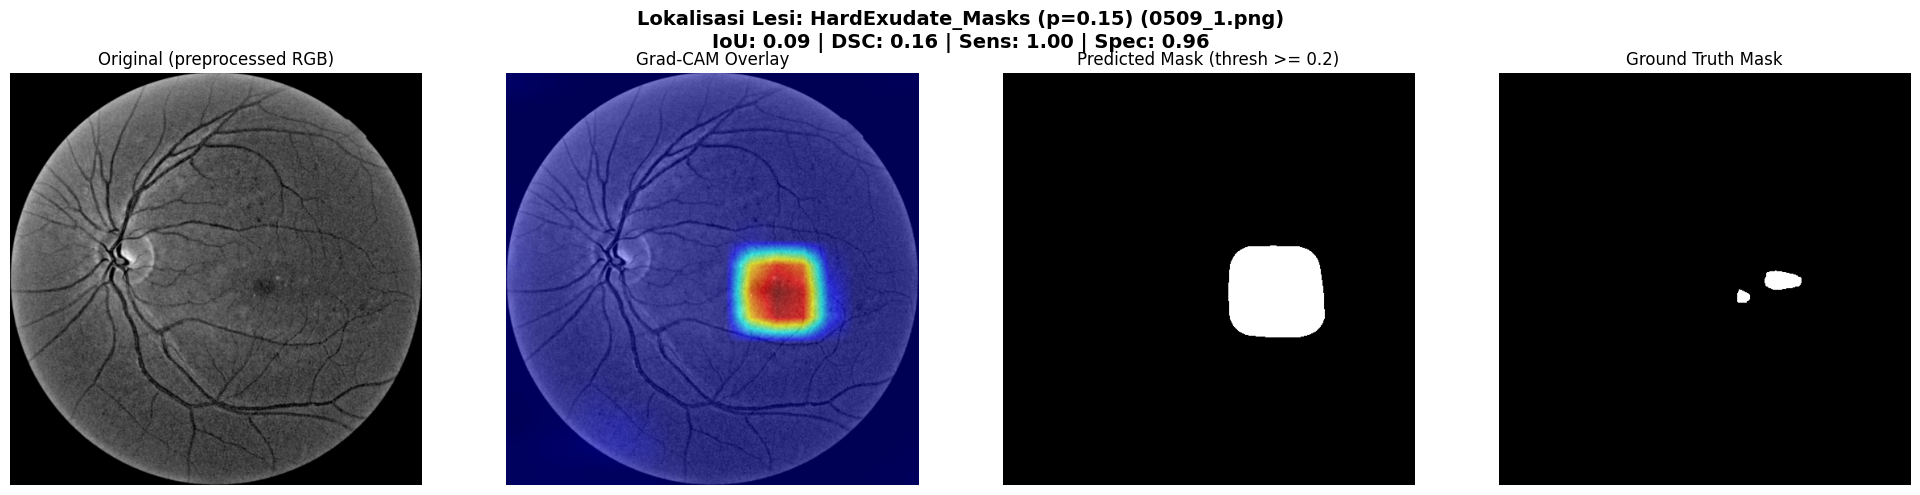 Lokalisasi Lesi: HardExudate_Masks (p=0.15) (0509_1.png)
IoU: 0.09 | DSC: 0.16 | Sens: 1.00 | Spec: 0.96
Original (preprocessed RGB)
Grad-CAM Overlay
Predicted Mask (thresh >= 0.2)
Ground Truth Mask